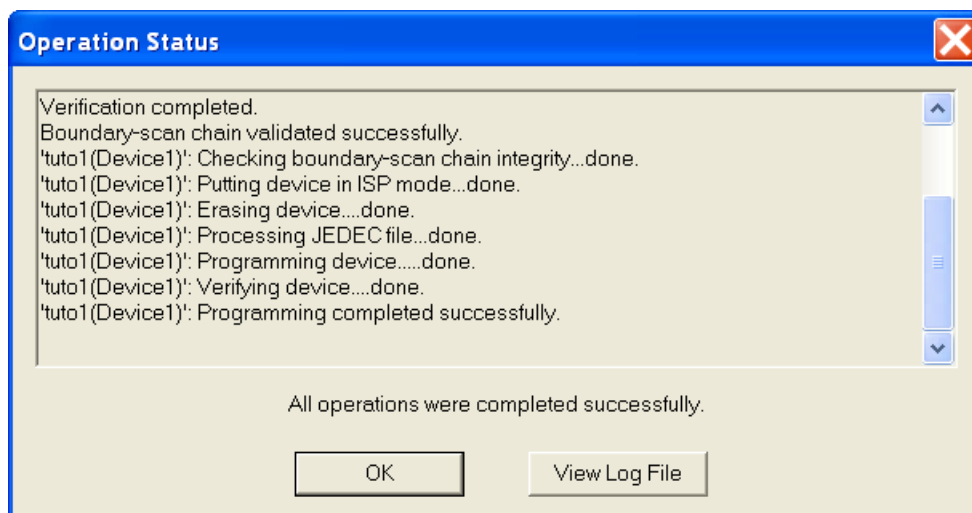 Operation Status
Verification completed.
Boundary-scan chain validated successfully.
'tuto1(Device1)': Checking boundary-scan chain integrity...done.
'tuto1(Device1)': Putting device in ISP mode...done.
'tuto1(Device1)': Erasing device....done.
'tuto1(Device1)': Processing JEDEC file...done.
'tuto1(Device1)': Programming device.....done.
'tuto1(Device1)': Verifying device....done.
'tuto1(Device1)': Programming completed successfully.
All operations were completed successfully.
OK View Log File